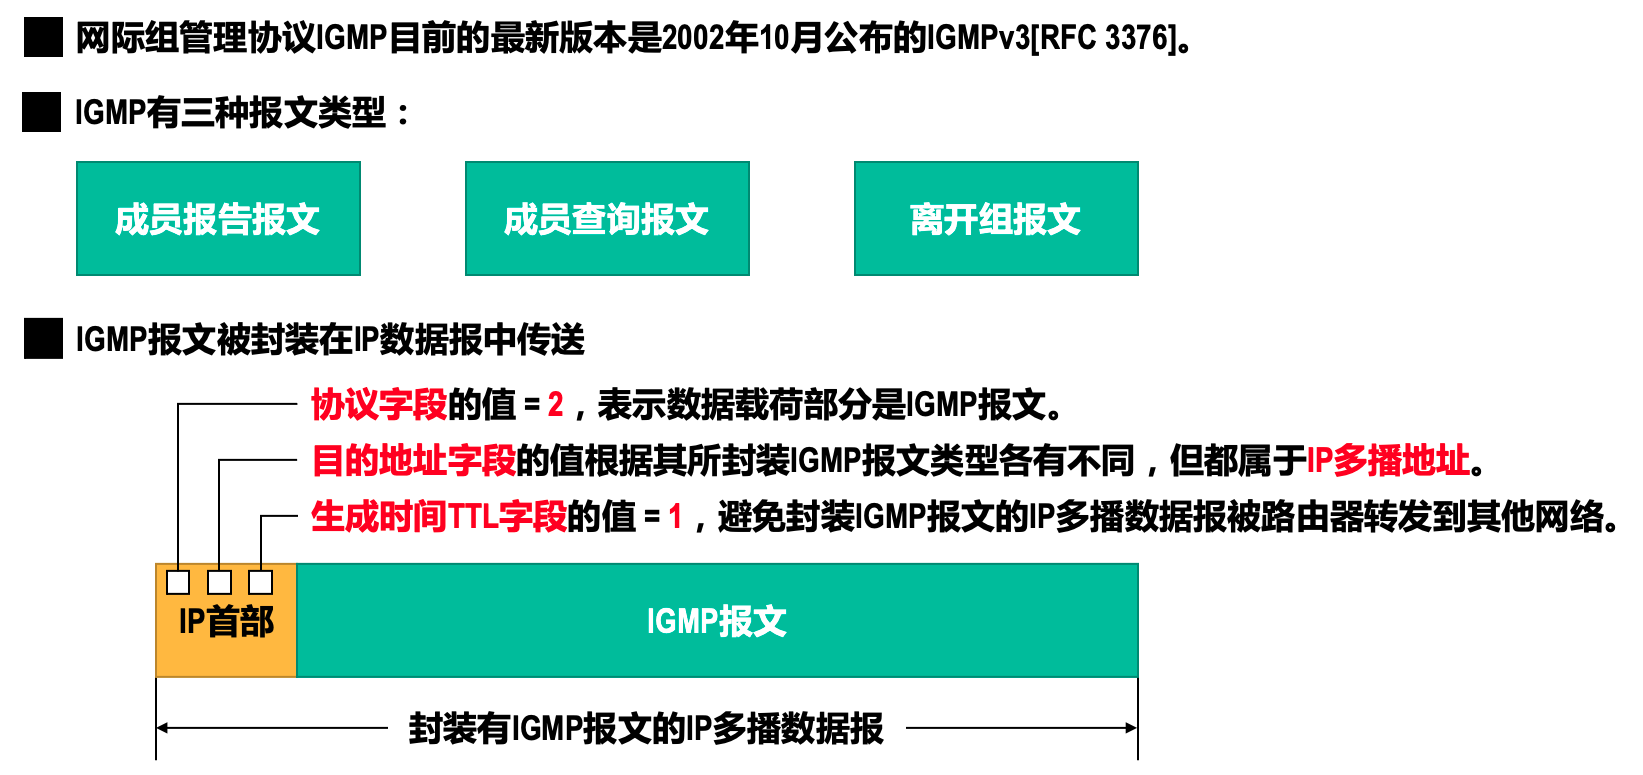 网际组管理协议IGMP目前的最新版本是2002年10月公布的IGMPv3[RFC 3376]。
IGMP有三种报文类型：
成员报告报文
成员查询报文
离开组报文
IGMP报文被封装在IP数据报中传送
协议字段的值 = 2，表示数据载荷部分是IGMP报文。
目的地址字段的值根据其所封装IGMP报文类型各有不同，但都属于IP多播地址。
生成时间TTL字段的值 = 1，避免封装IGMP报文的IP多播数据报被路由器转发到其他网络。
IP首部
IGMP报文
封装有IGMP报文的IP多播数据报